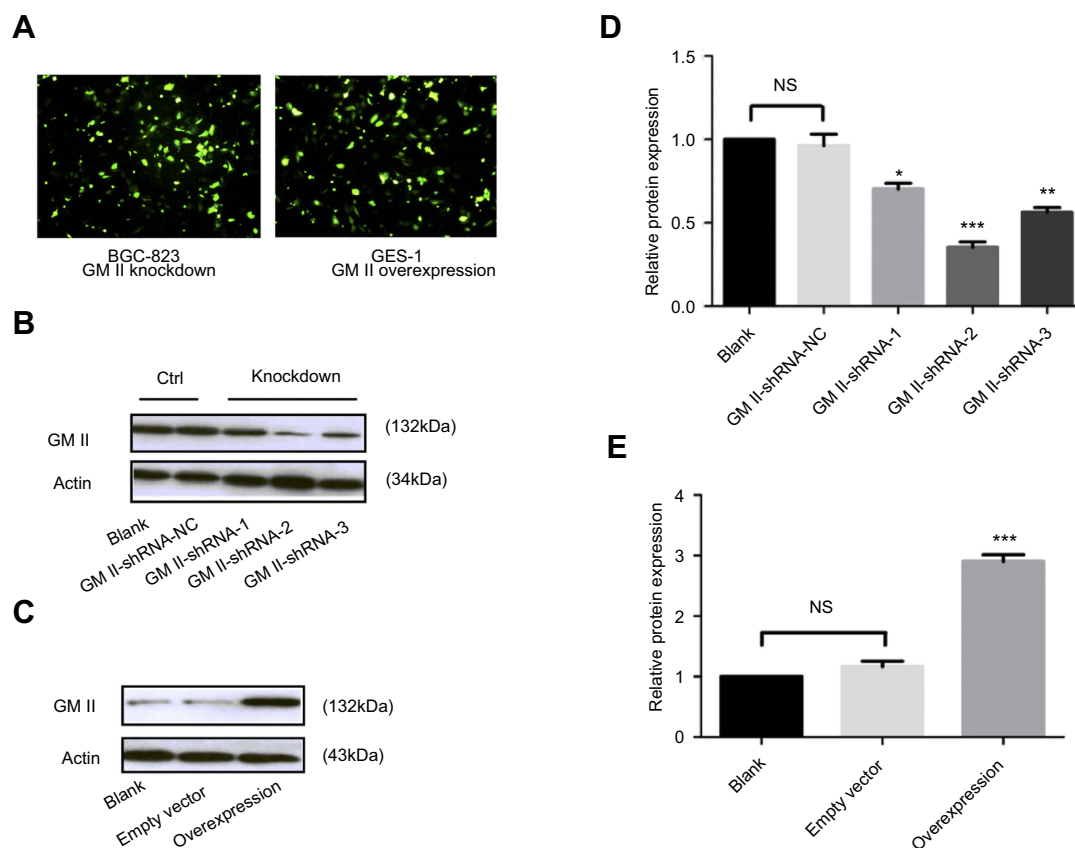 A
BGC-823
GM II knockdown
GES-1
GM II overexpression
B
Ctrl
Knockdown
GM II
(132kDa)
Actin
(34kDa)
Blank
GM II-shRNA-NC
GM II-shRNA-1
GM II-shRNA-2
GM II-shRNA-3
C
GM II
(132kDa)
Actin
(43kDa)
Blank
Empty vector
Overexpression
D
Relative protein expression
1.5
1.0
0.5
0.0
NS
*
***
**
Blank
GM II-shRNA-NC
GM II-shRNA-1
GM II-shRNA-2
GM II-shRNA-3
E
Relative protein expression
4
3
2
1
0
NS
***
Blank
Empty vector
Overexpression